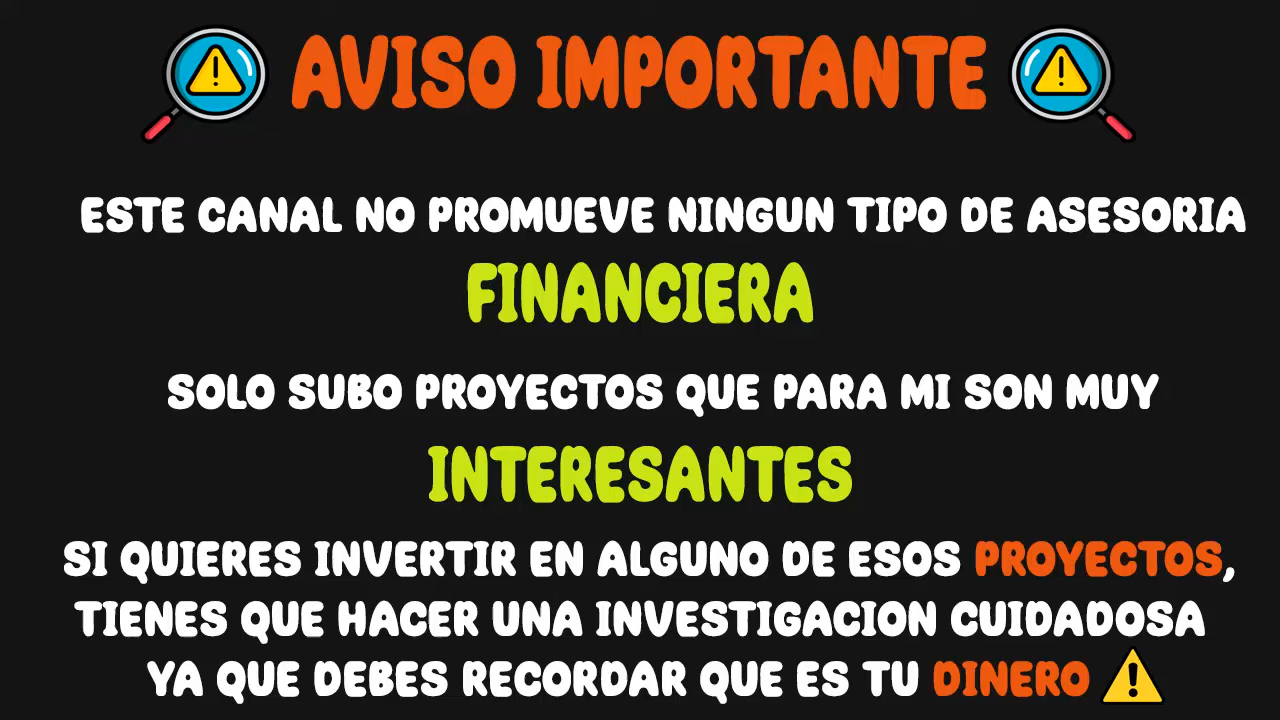 AVISO IMPORTANTE
ESTE CANAL NO PROMUEVE NINGUN TIPO DE ASESORIA
FINANCIERA
SOLO SUBO PROYECTOS QUE PARA MI SON MUY
INTERESANTES
SI QUIERES INVERTIR EN ALGUNO DE ESOS PROYECTOS,
TIENES QUE HACER UNA INVESTIGACION CUIDADOSA
YA QUE DEBES RECORDAR QUE ES TU DINERO